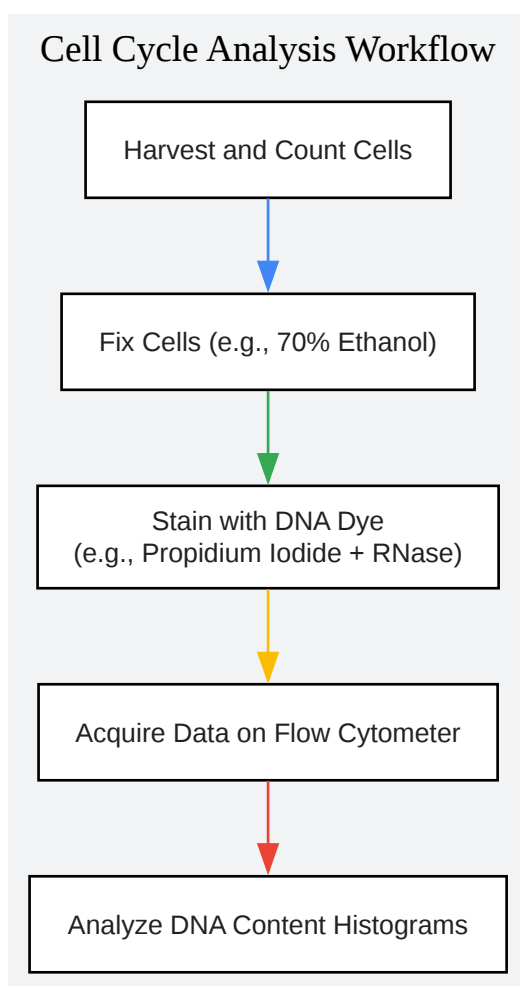 Cell Cycle Analysis Workflow
Harvest and Count Cells
Fix Cells (e.g., 70% Ethanol)
Stain with DNA Dye
(e.g., Propidium Iodide + RNase)
Acquire Data on Flow Cytometer
Analyze DNA Content Histograms